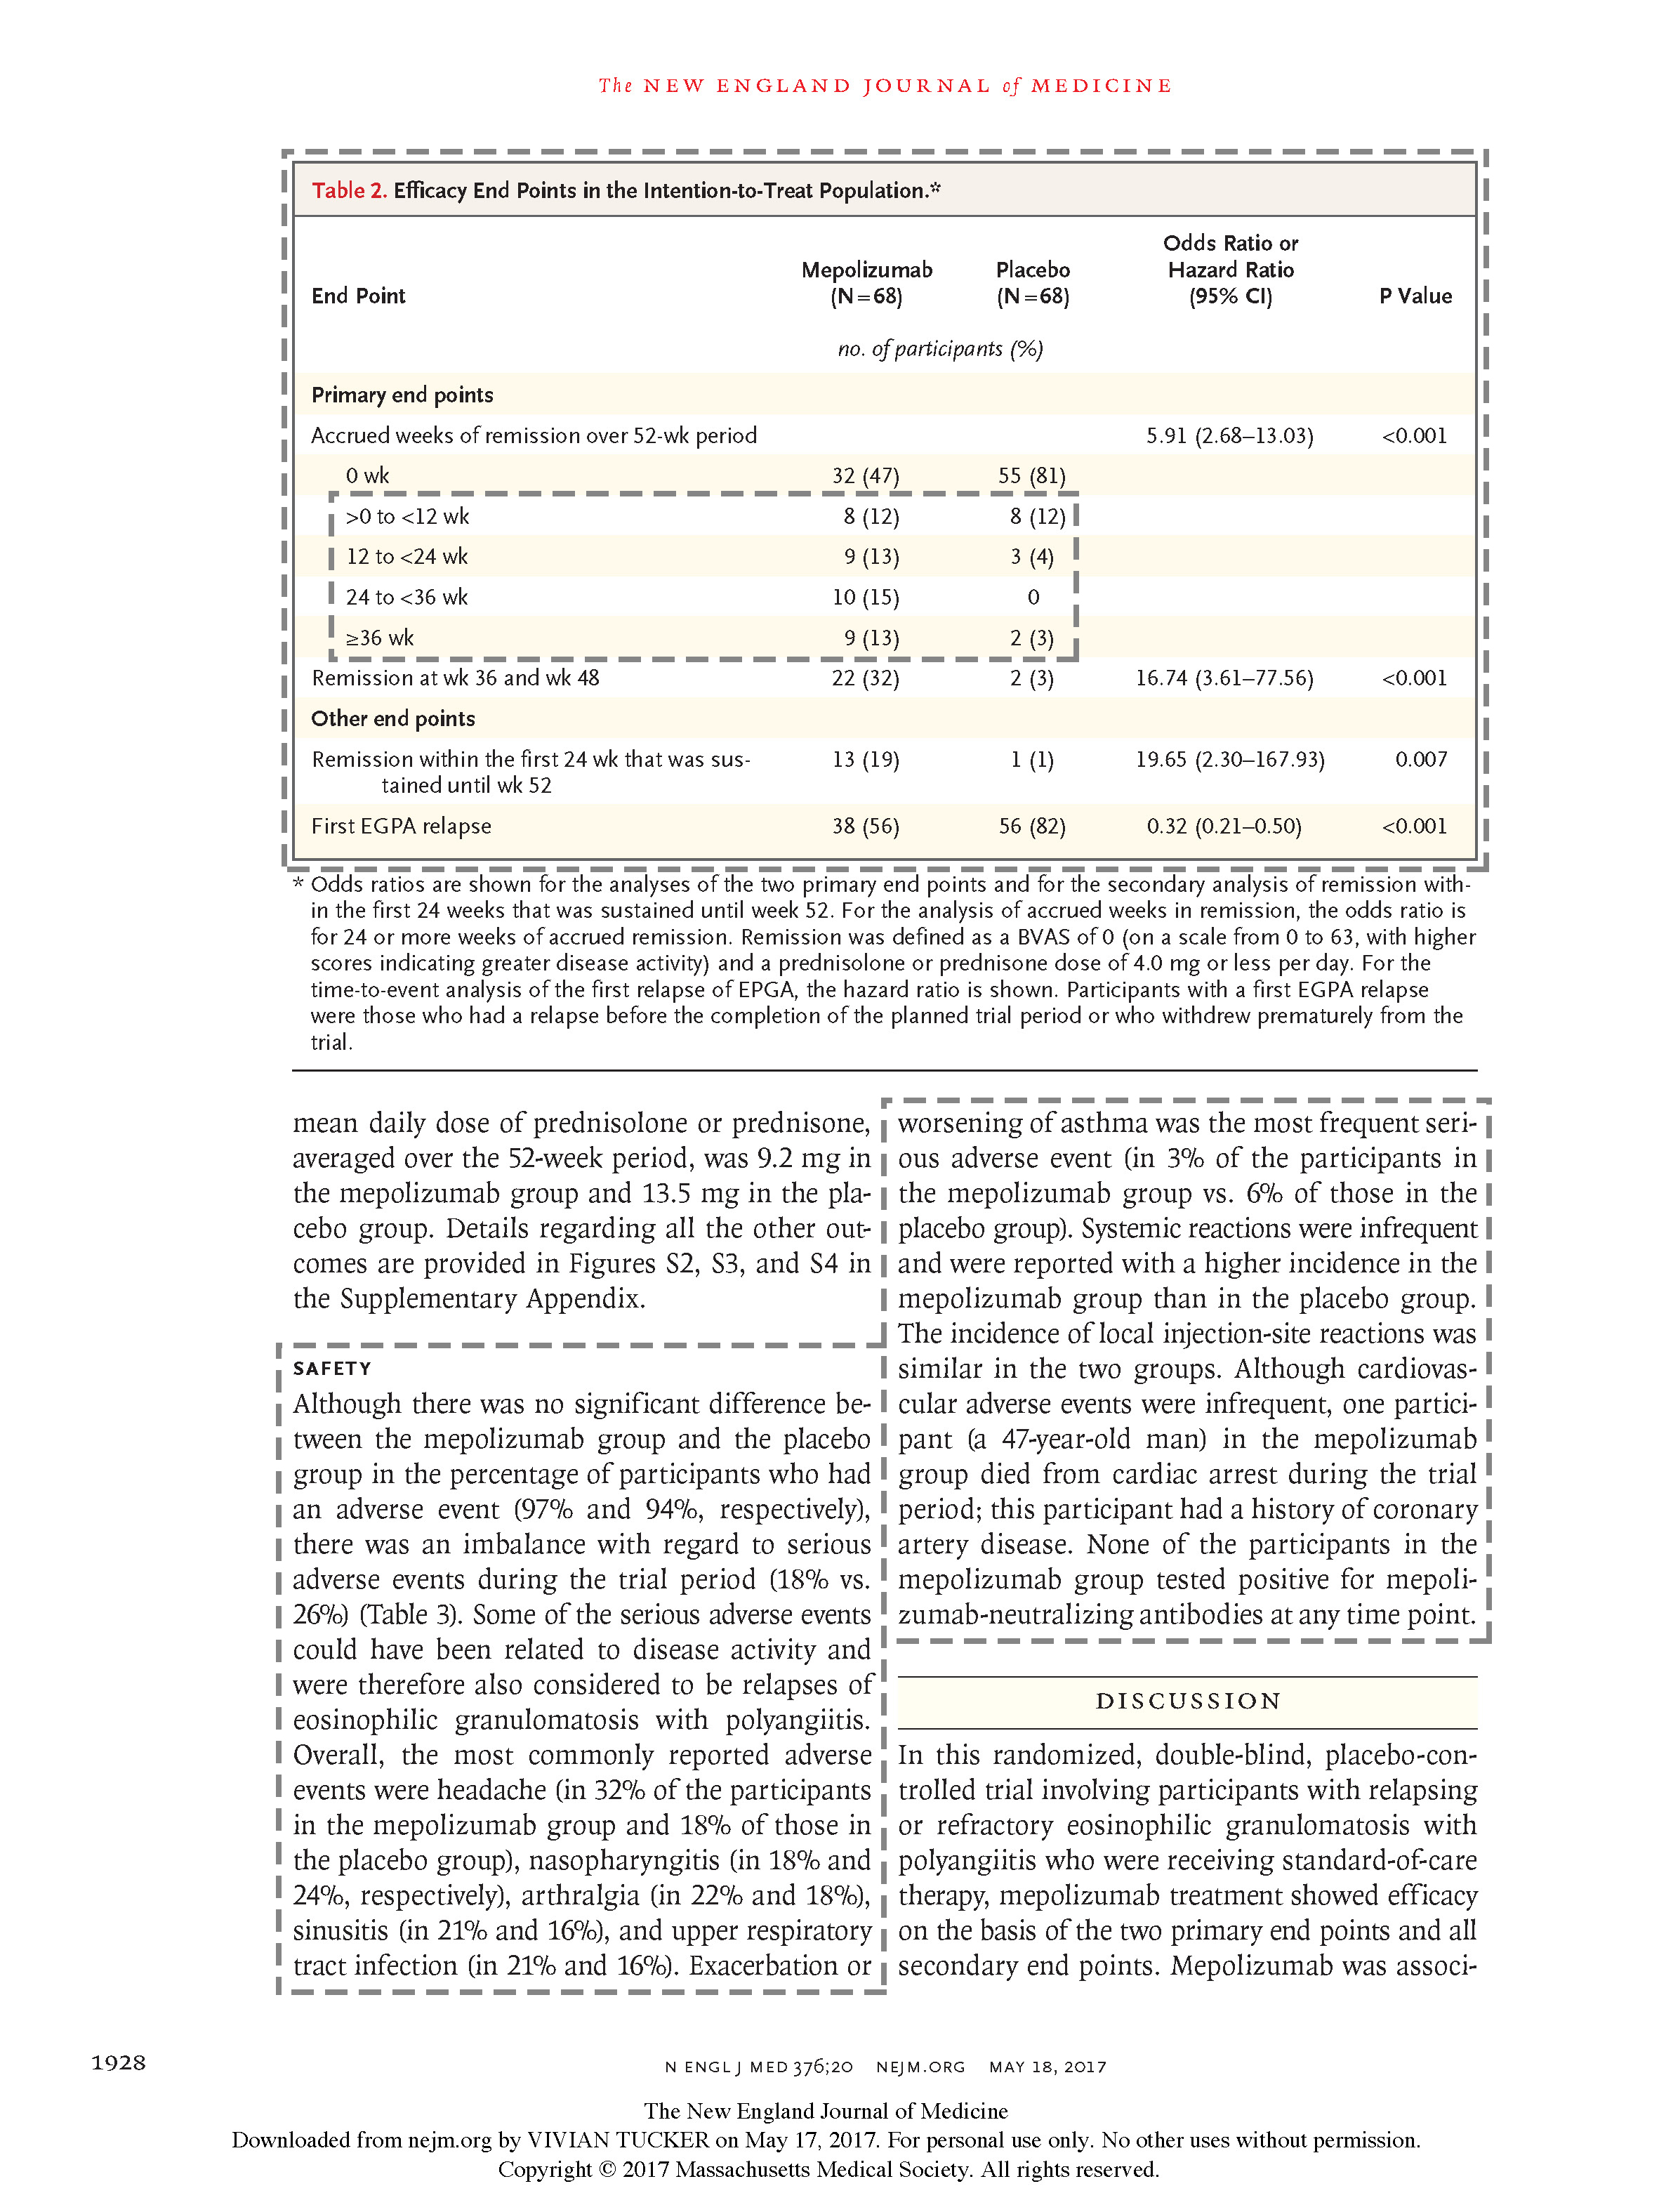 The NEW ENGLAND JOURNAL of MEDICINE
Table 2. Efficacy End Points in the Intention-to-Treat Population.*
End Point Mepolizumab (N=68) Placebo (N=68) Odds Ratio or Hazard Ratio (95% CI) P Value
no. of participants (%)
Primary end points
Accrued weeks of remission over 52-wk period 5.91 (2.68–13.03) <0.001
0 wk 32 (47) 55 (81)
>0 to <12 wk 8 (12) 8 (12)
12 to <24 wk 9 (13) 3 (4)
24 to <36 wk 10 (15) 0
≥36 wk 9 (13) 2 (3)
Remission at wk 36 and wk 48 22 (32) 2 (3) 16.74 (3.61–77.56) <0.001
Other end points
Remission within the first 24 wk that was sus- 13 (19) 1 (1) 19.65 (2.30–167.93) 0.007
tained until wk 52
First EGPA relapse 38 (56) 56 (82) 0.32 (0.21–0.50) <0.001
* Odds ratios are shown for the analyses of the two primary end points and for the secondary analysis of remission with-
in the first 24 weeks that was sustained until week 52. For the analysis of accrued weeks in remission, the odds ratio is
for 24 or more weeks of accrued remission. Remission was defined as a BVAS of 0 (on a scale from 0 to 63, with higher
scores indicating greater disease activity) and a prednisolone or prednisone dose of 4.0 mg or less per day. For the
time-to-event analysis of the first relapse of EPGA, the hazard ratio is shown. Participants with a first EGPA relapse
were those who had a relapse before the completion of the planned trial period or who withdrew prematurely from the
trial.
mean daily dose of prednisolone or prednisone,
averaged over the 52-week period, was 9.2 mg in
the mepolizumab group and 13.5 mg in the pla-
cebo group. Details regarding all the other out-
comes are provided in Figures S2, S3, and S4 in
the Supplementary Appendix.
SAFETY
Although there was no significant difference be-
tween the mepolizumab group and the placebo
group in the percentage of participants who had
an adverse event (97% and 94%, respectively),
there was an imbalance with regard to serious
adverse events during the trial period (18% vs.
26%) (Table 3). Some of the serious adverse events
could have been related to disease activity and
were therefore also considered to be relapses of
eosinophilic granulomatosis with polyangiitis.
Overall, the most commonly reported adverse
events were headache (in 32% of the participants
in the mepolizumab group and 18% of those in
the placebo group), nasopharyngitis (in 18% and
24%, respectively), arthralgia (in 22% and 18%),
sinusitis (in 21% and 16%), and upper respiratory
tract infection (in 21% and 16%). Exacerbation or
worsening of asthma was the most frequent seri-
ous adverse event (in 3% of the participants in
the mepolizumab group vs. 6% of those in the
placebo group). Systemic reactions were infrequent
and were reported with a higher incidence in the
mepolizumab group than in the placebo group.
The incidence of local injection-site reactions was
similar in the two groups. Although cardiovas-
cular adverse events were infrequent, one partici-
pant (a 47-year-old man) in the mepolizumab
group died from cardiac arrest during the trial
period; this participant had a history of coronary
artery disease. None of the participants in the
mepolizumab group tested positive for mepoli-
zumab-neutralizing antibodies at any time point.
DISCUSSION
In this randomized, double-blind, placebo-con-
trolled trial involving participants with relapsing
or refractory eosinophilic granulomatosis with
polyangiitis who were receiving standard-of-care
therapy, mepolizumab treatment showed efficacy
on the basis of the two primary end points and all
secondary end points. Mepolizumab was associ-
1928
N ENGL J MED 376;20 NEJM.ORG MAY 18, 2017
The New England Journal of Medicine
Downloaded from nejm.org by VIVIAN TUCKER on May 17, 2017. For personal use only. No other uses without permission.
Copyright © 2017 Massachusetts Medical Society. All rights reserved.